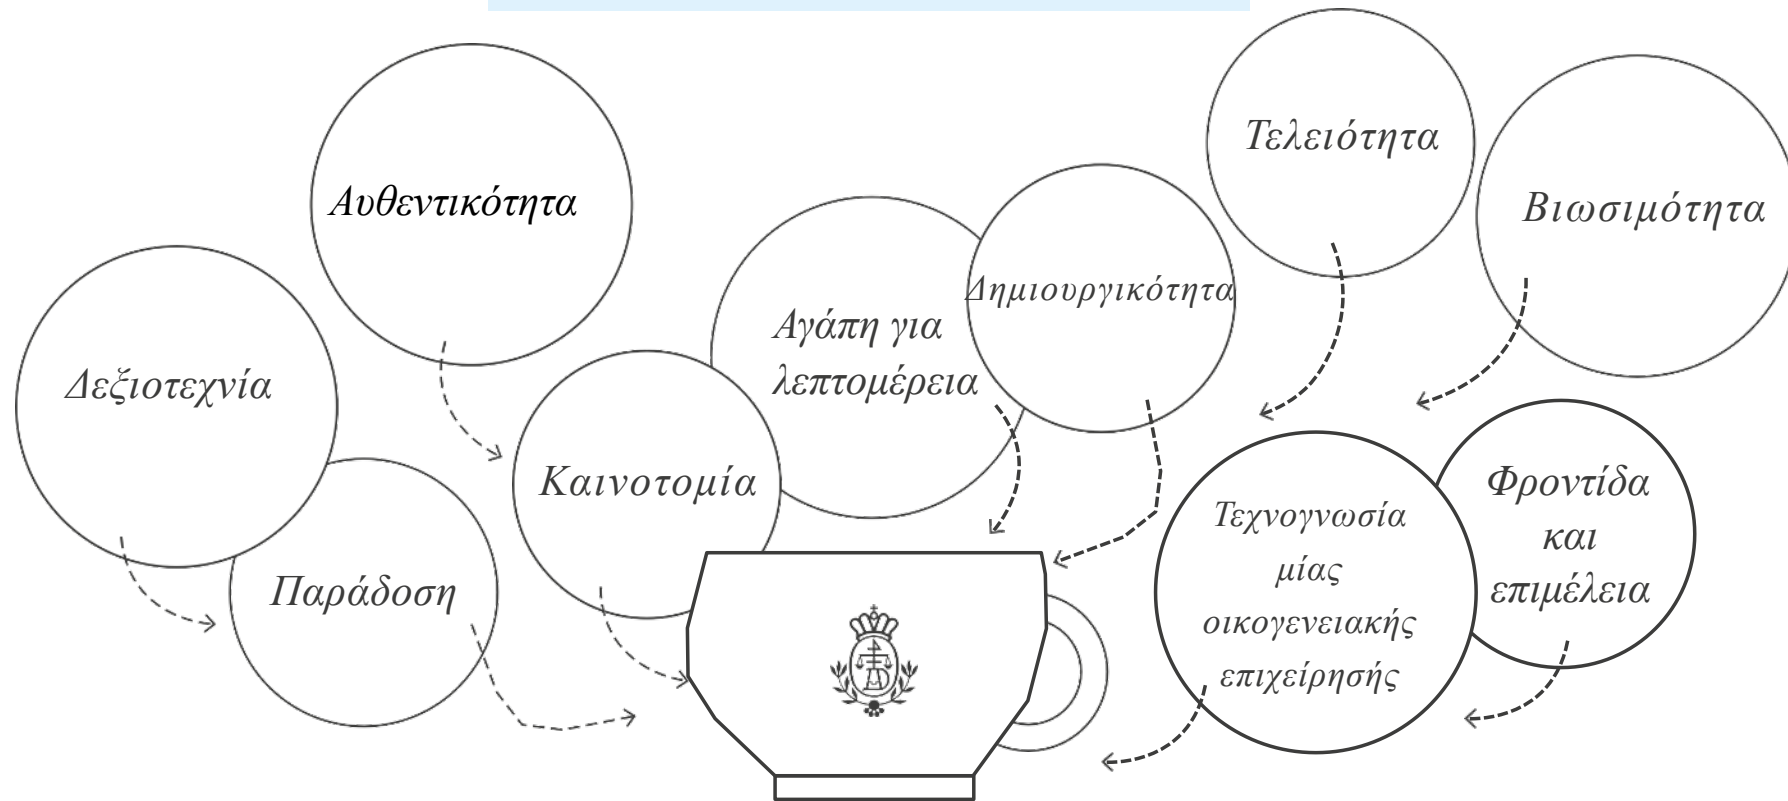 Τελειότητα
Αυθεντικότητα
Βιωσιμότητα
Δημιουργικότητα
Αγάπη για
λεπτομέρεια
Δεξιοτεχνία
Καινοτομία
Φροντίδα
και
επιμέλεια
Τεχνογνωσία
μίας
οικογενειακής
επιχείρησής
Παράδοση